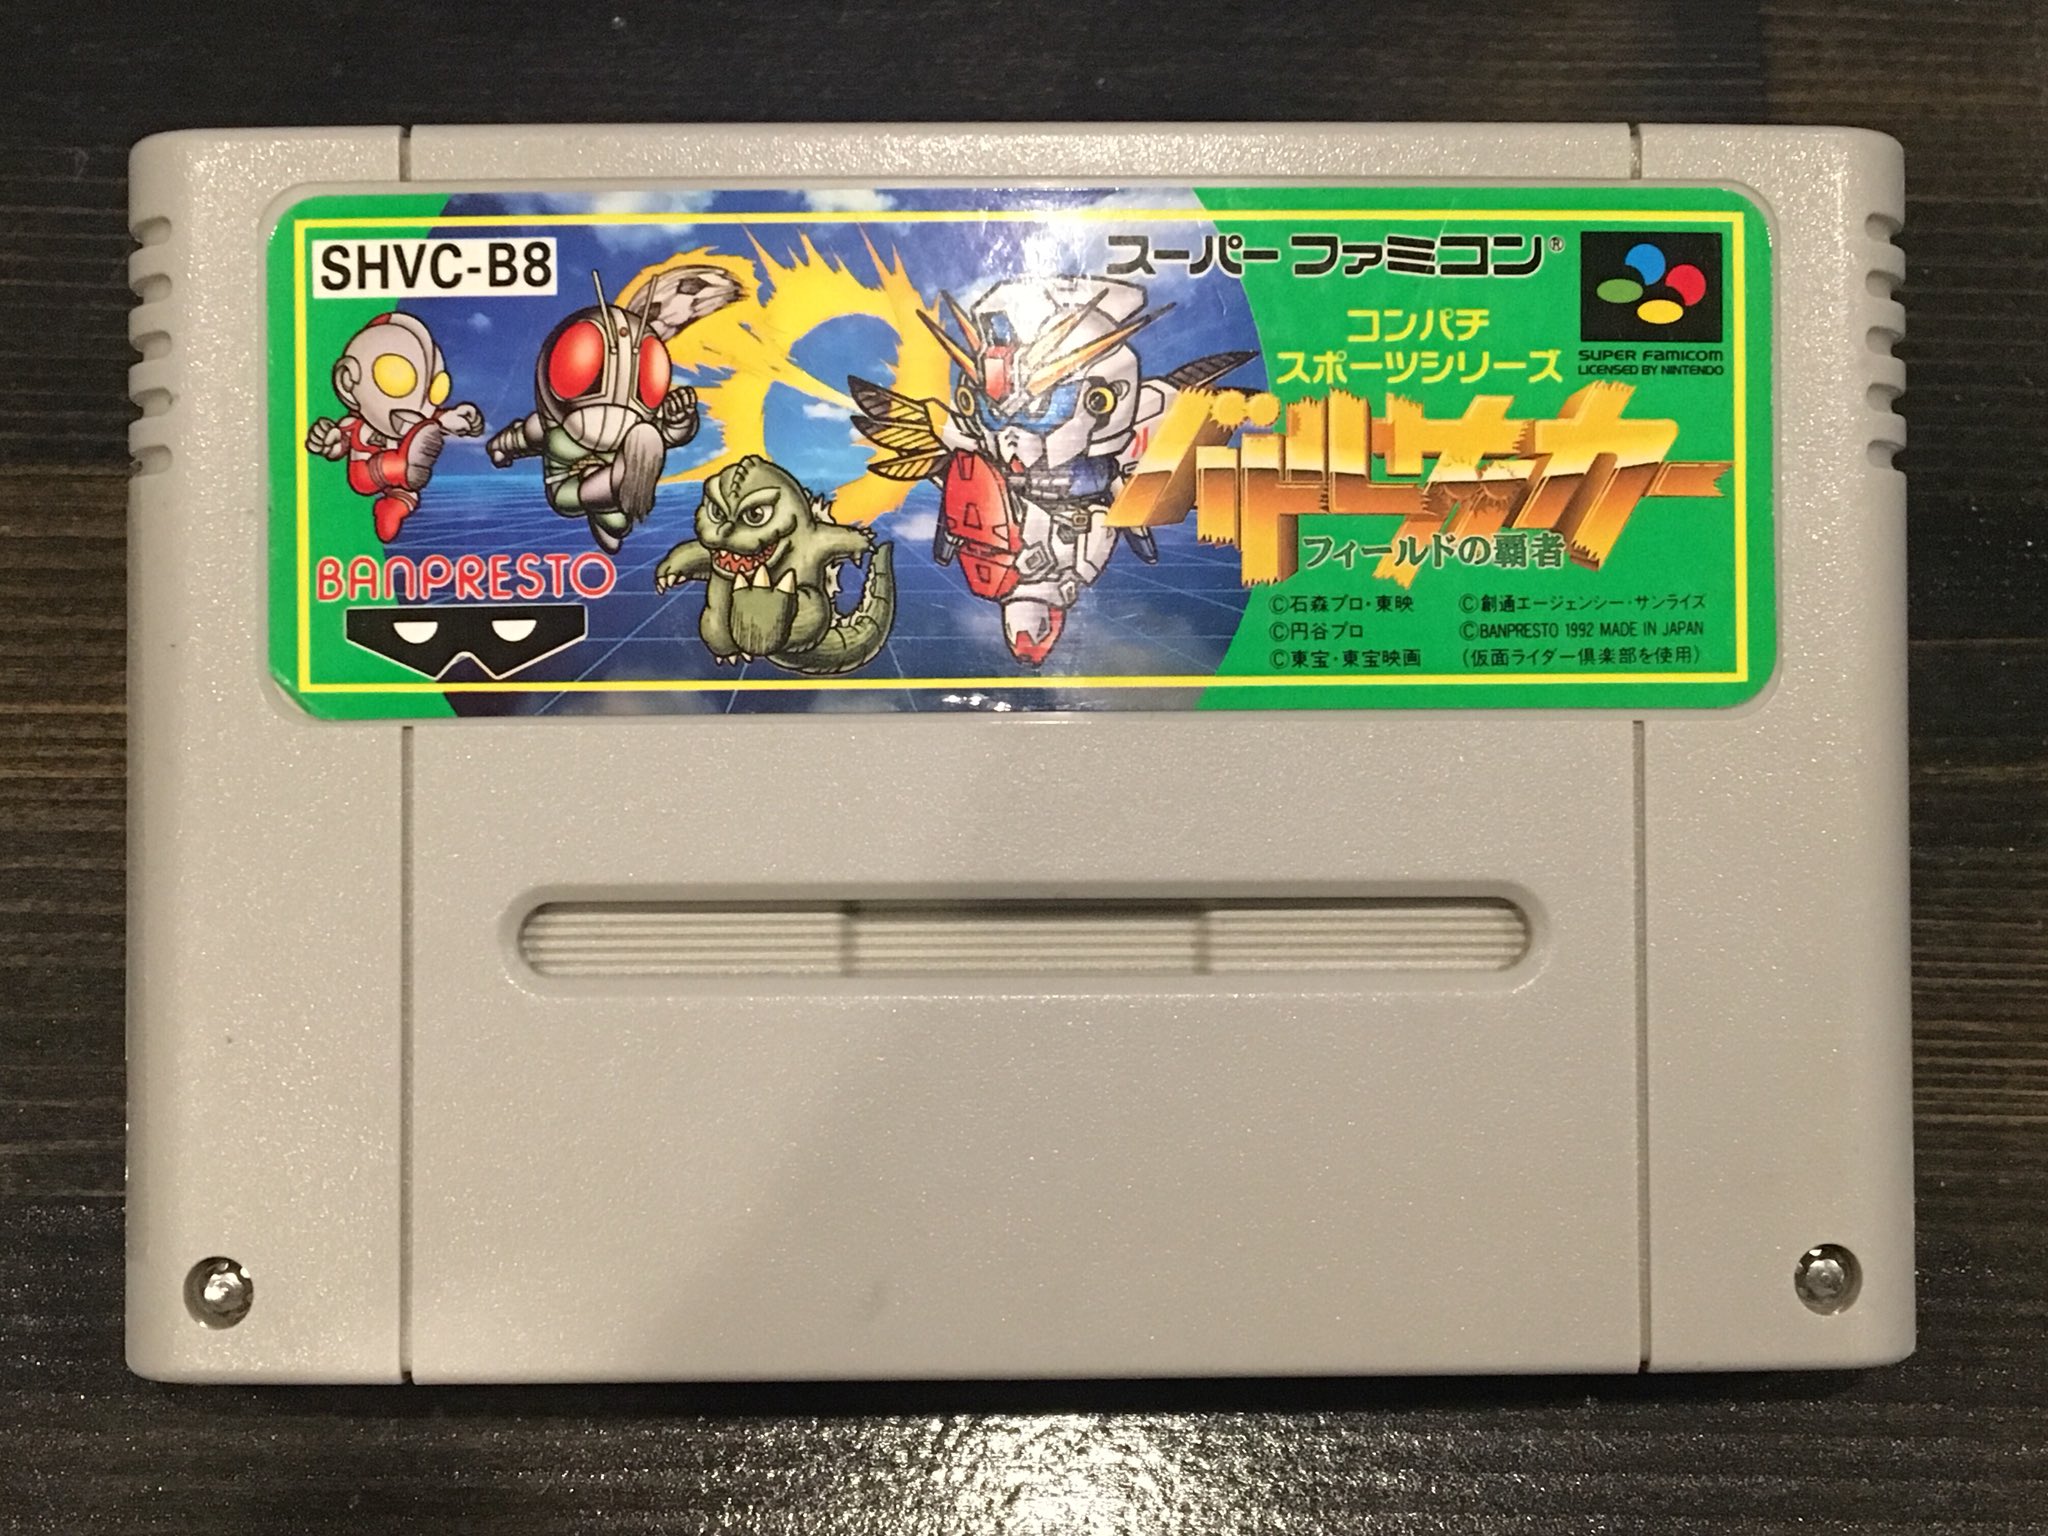 SHVC-B8
スーパーファミコン®
SUPER FAMICOM
LICENSED BY NINTENDO
コンパチ
スポーツシリーズ
バトルサッカー
フィールドの覇者
BANPRESTO
©石森プロ・東映
©円谷プロ
©東宝・東宝映画
©創通エージェンシー・サンライズ
©BANPRESTO 1992 MADE IN JAPAN
(仮面ライダー倶楽部を使用)